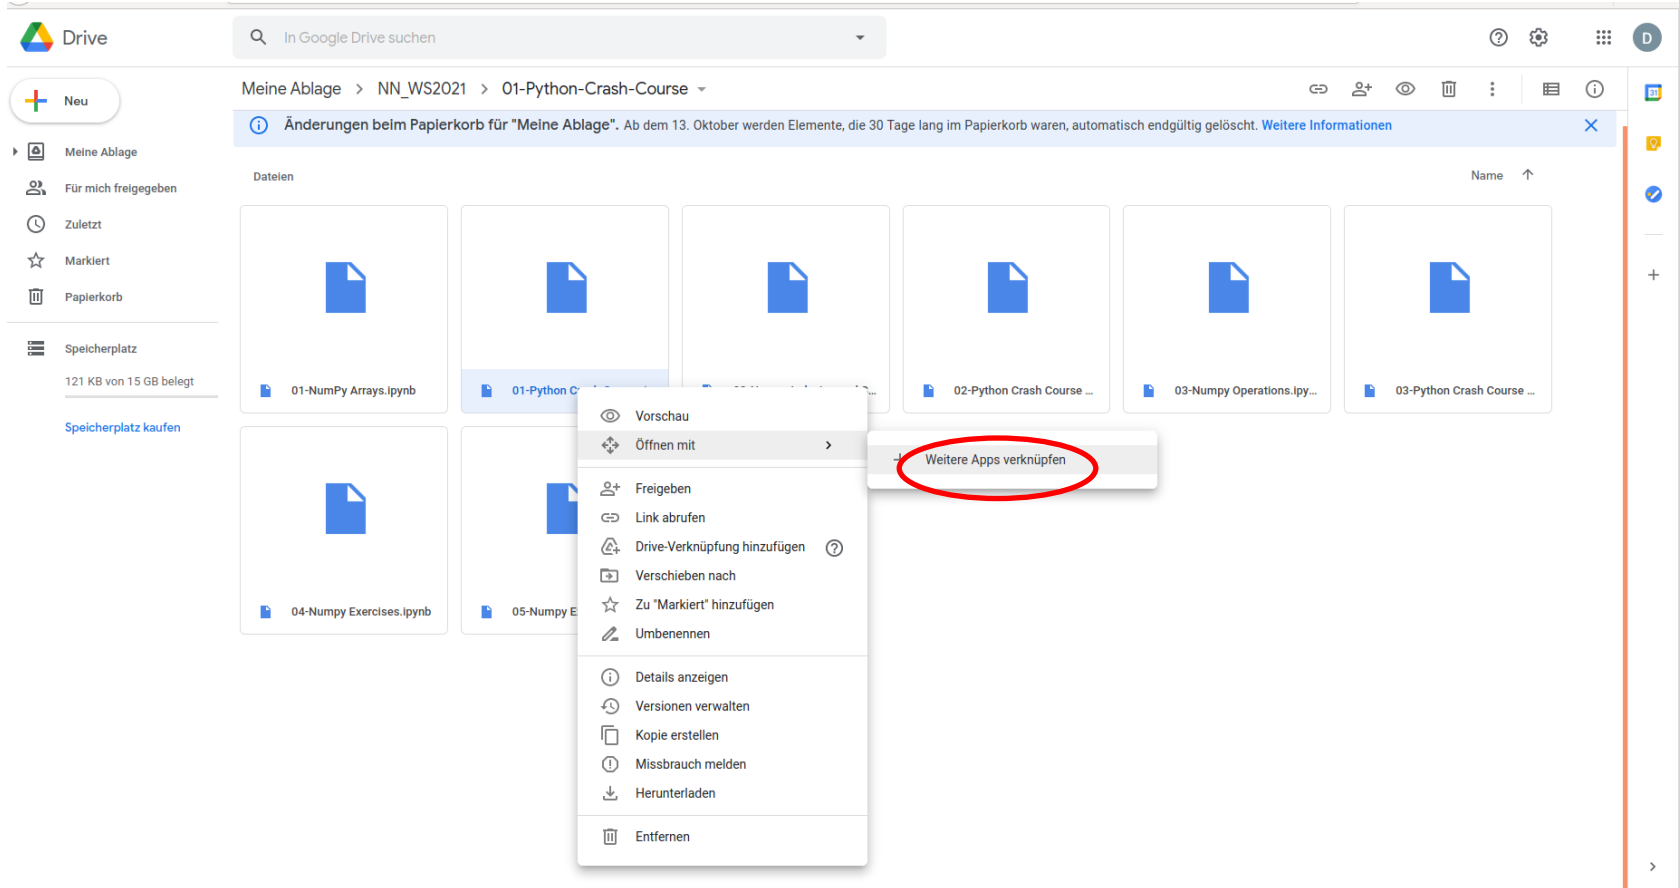 Drive
In Google Drive suchen
D
Neu
Meine Ablage > NN_WS2021 > 01-Python-Crash-Course
31
Änderungen beim Papierkorb für "Meine Ablage". Ab dem 13. Oktober werden Elemente, die 30 Tage lang im Papierkorb waren, automatisch endgültig gelöscht. Weitere Informationen
Meine Ablage
Für mich freigegeben
Zuletzt
Markiert
Papierkorb
Speicherplatz
121 KB von 15 GB belegt
Speicherplatz kaufen
Dateien
Name
01-NumPy Arrays.ipynb
01-Python
02-Python Crash Course ...
03-Numpy Operations.ipy...
03-Python Crash Course ...
04-Numpy Exercises.ipynb
05-Numpy E
Vorschau
Öffnen mit
Weitere Apps verknüpfen
Freigeben
Link abrufen
Drive-Verknüpfung hinzufügen
Verschieben nach
Zu "Markiert" hinzufügen
Umbenennen
Details anzeigen
Versionen verwalten
Kopie erstellen
Missbrauch melden
Herunterladen
Entfernen